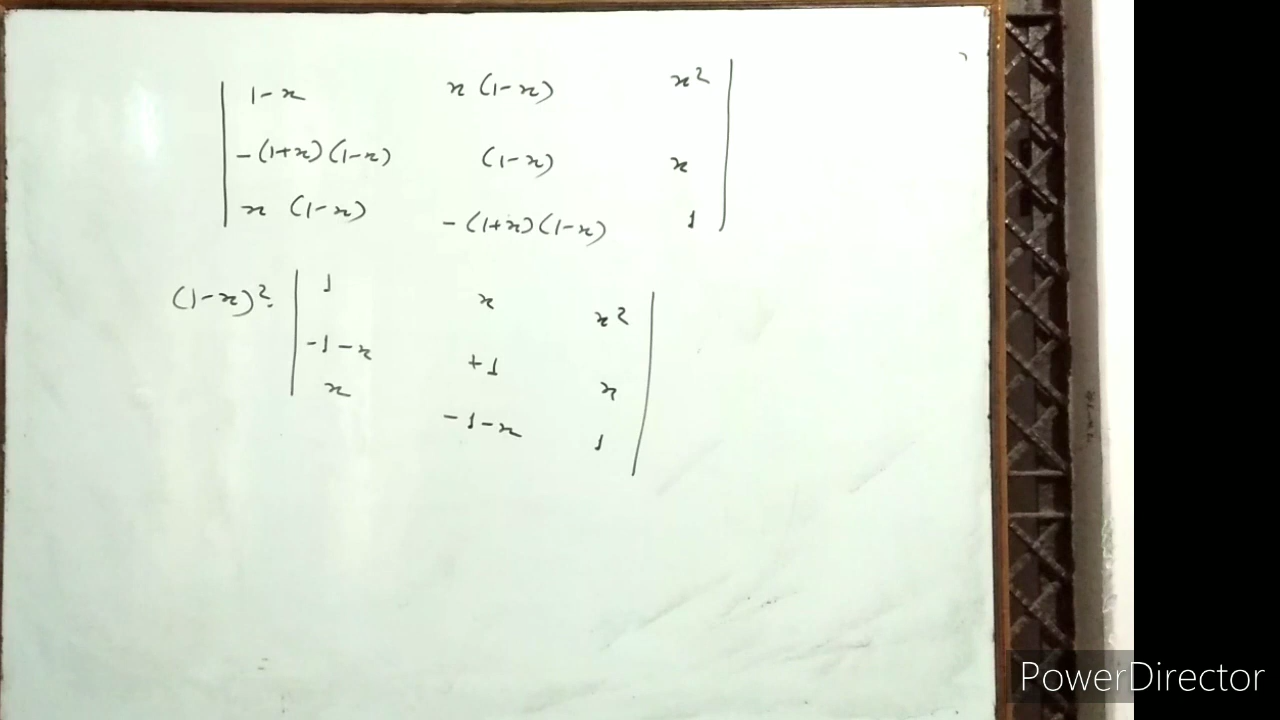 | 1-x x(1-x) x² |
| -(1+x)(1-x) (1-x) x |
| x (1-x) -(1+x)(1-x) 1 |
(1-x)². | 1 x x² |
| -1-x +1 x |
| x -1-x 1 |
PowerDirector